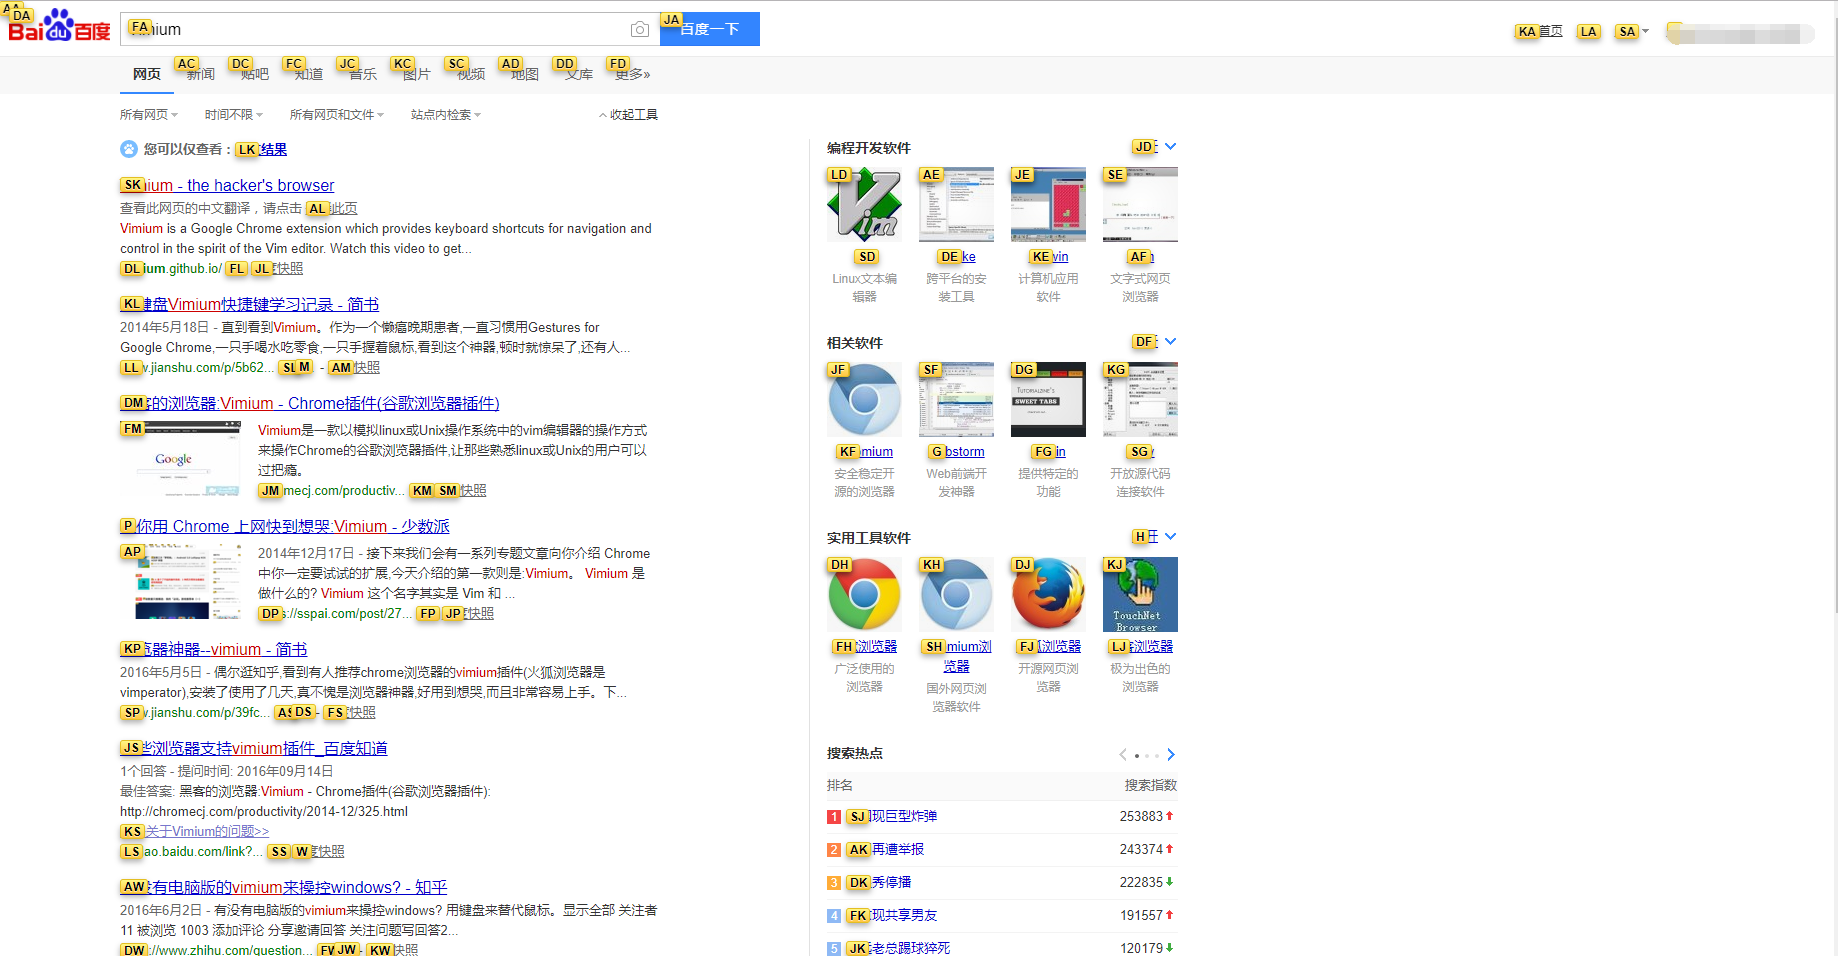 DA
Baidu百度
FA mium
JA 百度一下
KA 首页 LA SA
网页 AC 新闻 DC 贴吧 FC 知道 JC 音乐 KC 图片 SC 视频 AD 地图 DD 文库 FD 更多»
所有网页 时间不限 所有网页和文件 站点内检索 收起工具
您可以仅查看：LK 结果
SK ium - the hacker's browser
查看此网页的中文翻译，请点击 AL 此页
Vimium is a Google Chrome extension which provides keyboard shortcuts for navigation and
control in the spirit of the Vim editor. Watch this video to get...
DL ium.github.io/ FL JL 快照
KL 键盘Vimium快捷键学习记录 - 简书
2014年5月18日 - 直到看到Vimium。作为一个懒癌晚期患者,一直习惯用Gestures for
Google Chrome,一只手喝水吃零食,一只手握着鼠标,看到这个神器,顿时就惊呆了,还有人...
LL w.jianshu.com/p/5b62... SL M - AM 快照
DM 客的浏览器:Vimium - Chrome插件(谷歌浏览器插件)
FM
Google
Vimium是一款以模拟linux或Unix操作系统中的vim编辑器的操作方式
来操作Chrome的谷歌浏览器插件,让那些熟悉linux或Unix的用户可以
过把瘾。
JM mecj.com/productiv... KM SM 快照
P 你用 Chrome 上网快到想哭:Vimium - 少数派
AP
2014年12月17日 - 接下来我们会有一系列专题文章向你介绍 Chrome
中你一定要试试的扩展,今天介绍的第一款则是:Vimium。 Vimium 是
做什么的? Vimium 这个名字其实是 Vim 和 ...
DP s://sspai.com/post/27... FP JP 快照
KP 览器神器--vimium - 简书
2016年5月5日 - 偶尔逛知乎,看到有人推荐chrome浏览器的vimium插件(火狐浏览器是
vimperator),安装了使用了几天,真不愧是浏览器神器,好用到想哭,而且非常容易上手。下...
SP w.jianshu.com/p/39fc... AS DS - FS 快照
JS 些浏览器支持vimium插件_百度知道
1个回答 - 提问时间: 2016年09月14日
最佳答案: 黑客的浏览器:Vimium - Chrome插件(谷歌浏览器插件):
http://chromecj.com/productivity/2014-12/325.html
KS 关于Vimium的问题>>
LS ao.baidu.com/link?... SS W 快照
AW 没有电脑版的vimium来操控windows? - 知乎
2016年6月2日 - 有没有电脑版的vimium来操控windows? 用键盘来替代鼠标。显示全部 关注者
11 被浏览 1003 添加评论 分享邀请回答 关注问题写回答2...
DW ://www.zhihu.com/question... FW JW - KW 快照
编程开发软件 JD
LD AE JE SE
SD DE ke KE win AF
Linux文本编
辑器
跨平台的安
装工具
计算机应用
软件
文字式网页
浏览器
相关软件 DF
JF SF DG KG
TUTORIALZINE'S
SWEET TABS
KF mium G bstorm FG in SG
安全稳定开
源的浏览器
Web前端开
发神器
提供特定的
功能
开放源代码
连接软件
实用工具软件 H 开
DH KH DJ KJ
TouchNet
Browser
FH 浏览器 SH mium浏
览器
FJ 浏览器 LJ 浏览器
广泛使用的
浏览器
国外网页浏
览器软件
开源网页浏
览器
极为出色的
浏览器
搜索热点
排名 搜索指数
1 SJ 现巨型炸弹 253883
2 AK 再遭举报 243374
3 DK 秀停播 222835
4 FK 现共享男友 191557
5 JK 老总踢球猝死 120179